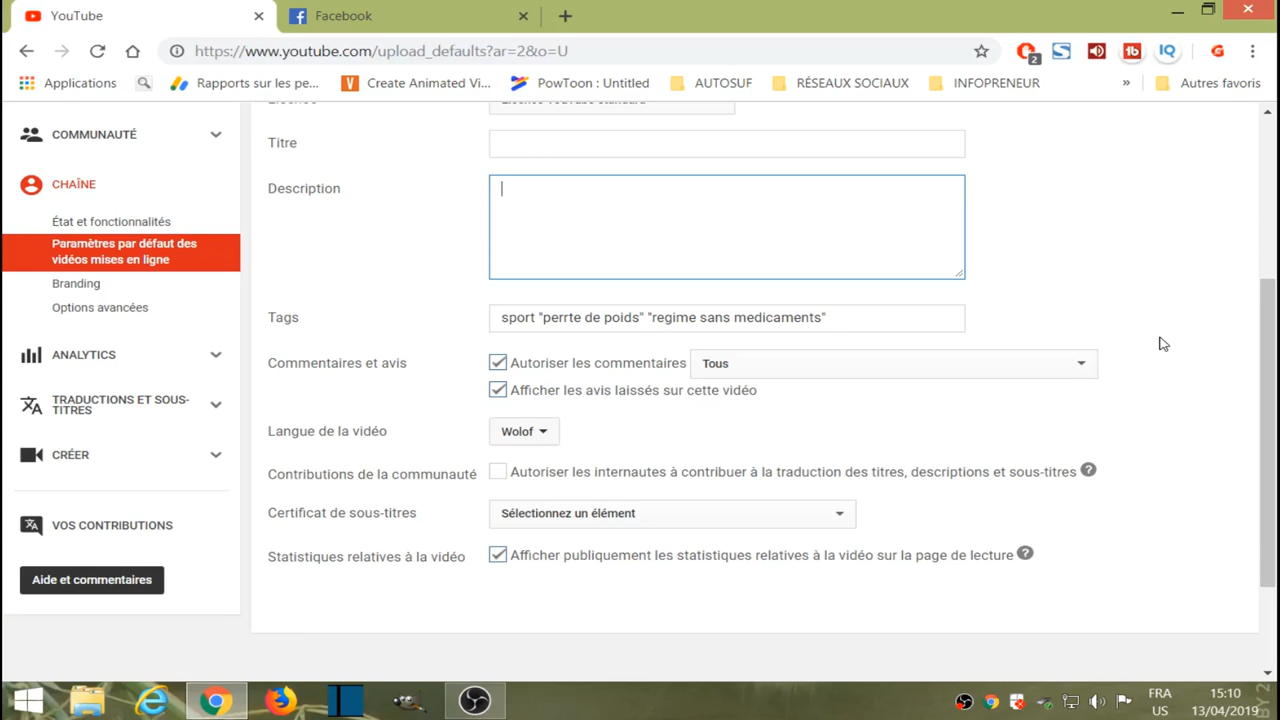 YouTube
Facebook
https://www.youtube.com/upload_defaults?ar=2&o=U
2
Applications
Rapports sur les pe...
Create Animated Vi...
PowToon : Untitled
AUTOSUF
RÉSEAUX SOCIAUX
INFOPRENEUR
»
Autres favoris
COMMUNAUTÉ
CHAÎNE
État et fonctionnalités
Paramètres par défaut des
vidéos mises en ligne
Branding
Options avancées
ANALYTICS
TRADUCTIONS ET SOUS-
TITRES
CRÉER
VOS CONTRIBUTIONS
Aide et commentaires
Titre
Description
Tags
sport "perrte de poids" "regime sans medicaments"
Commentaires et avis
Autoriser les commentaires
Tous
Afficher les avis laissés sur cette vidéo
Langue de la vidéo
Wolof
Contributions de la communauté
Autoriser les internautes à contribuer à la traduction des titres, descriptions et sous-titres
Certificat de sous-titres
Sélectionnez un élément
Statistiques relatives à la vidéo
Afficher publiquement les statistiques relatives à la vidéo sur la page de lecture
FRA
US
15:10
13/04/2019